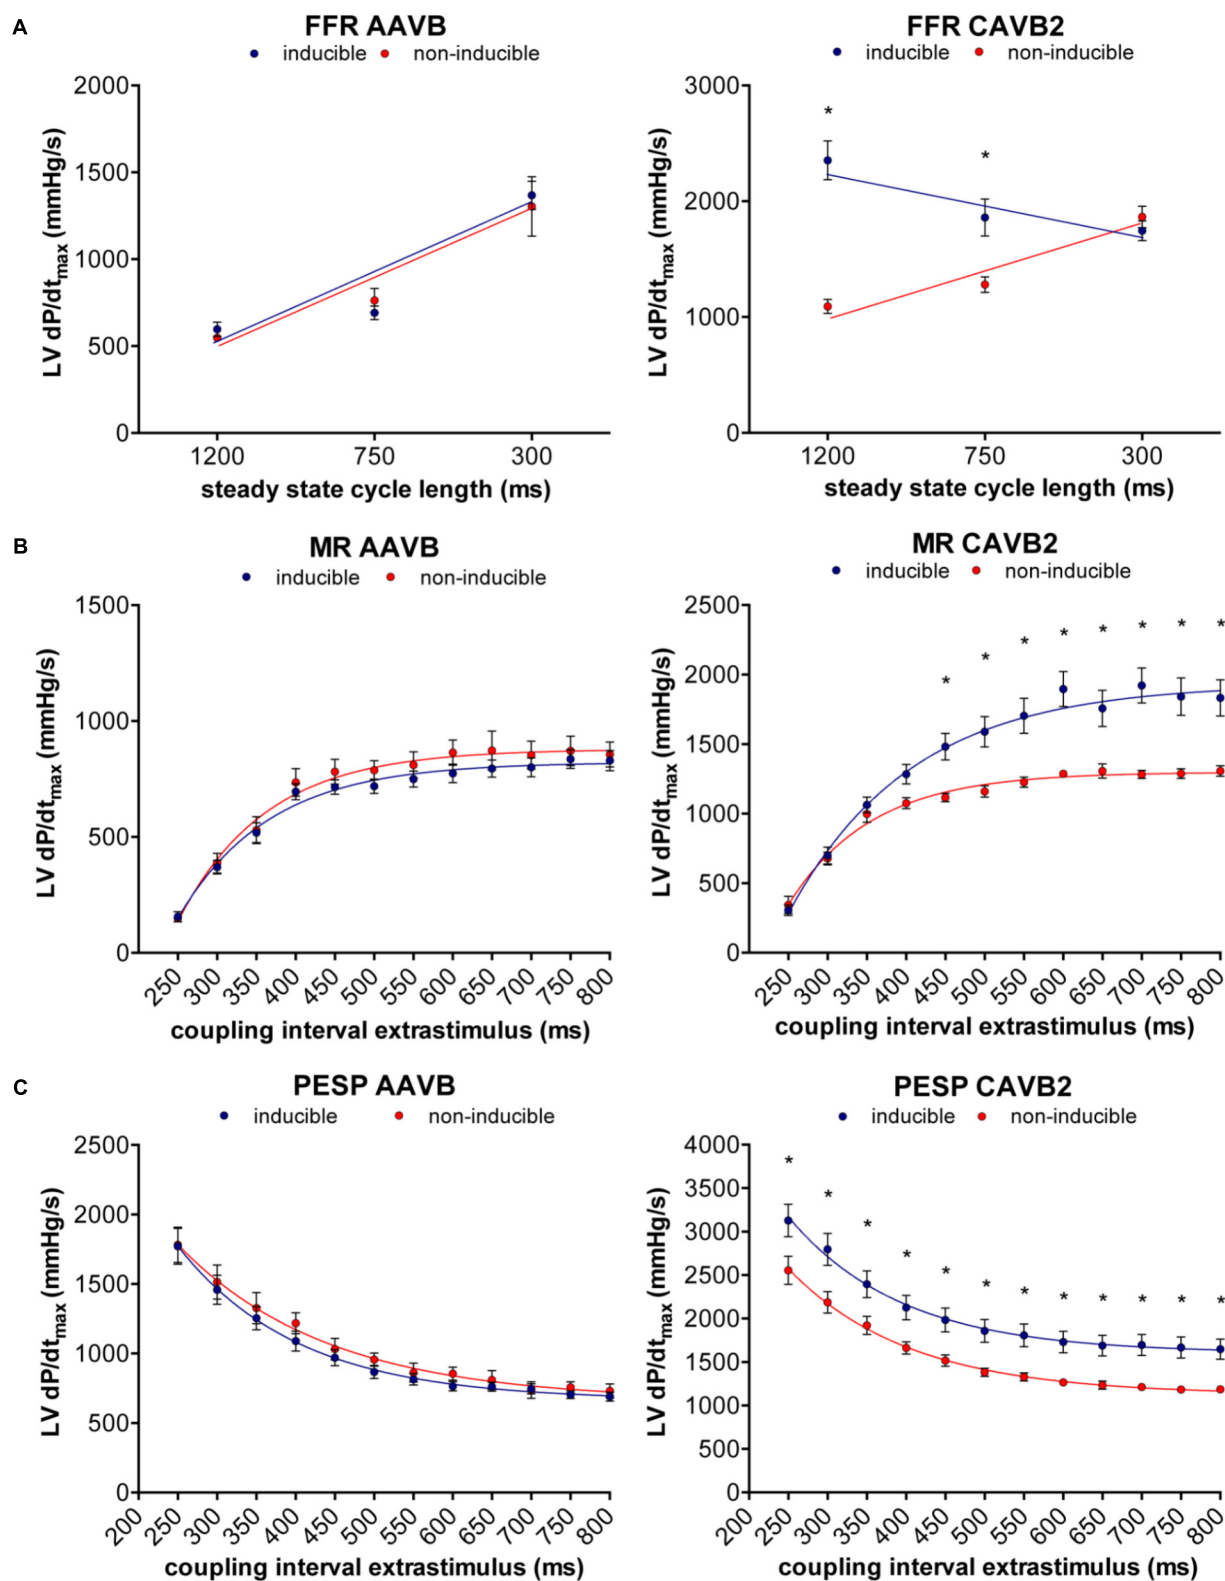 A
FFR AAVB
inducible non-inducible
2000
1500
1000
500
0
LV dP/dtmax (mmHg/s)
1200 750 300
steady state cycle length (ms)
FFR CAVB2
inducible non-inducible
3000
2000
1000
0
LV dP/dtmax (mmHg/s)
* *
1200 750 300
steady state cycle length (ms)
B
MR AAVB
inducible non-inducible
1500
1000
500
0
LV dP/dtmax (mmHg/s)
250 300 350 400 450 500 550 600 650 700 750 800
coupling interval extrastimulus (ms)
MR CAVB2
inducible non-inducible
2500
2000
1500
1000
500
0
LV dP/dtmax (mmHg/s)
* * * * * * * *
250 300 350 400 450 500 550 600 650 700 750 800
coupling interval extrastimulus (ms)
C
PESP AAVB
inducible non-inducible
2500
2000
1500
1000
500
0
LV dP/dtmax (mmHg/s)
200 250 300 350 400 450 500 550 600 650 700 750 800
coupling interval extrastimulus (ms)
PESP CAVB2
inducible non-inducible
4000
3500
3000
2500
2000
1500
1000
500
0
LV dP/dtmax (mmHg/s)
* * * * * * * * * * * *
200 250 300 350 400 450 500 550 600 650 700 750 800
coupling interval extrastimulus (ms)